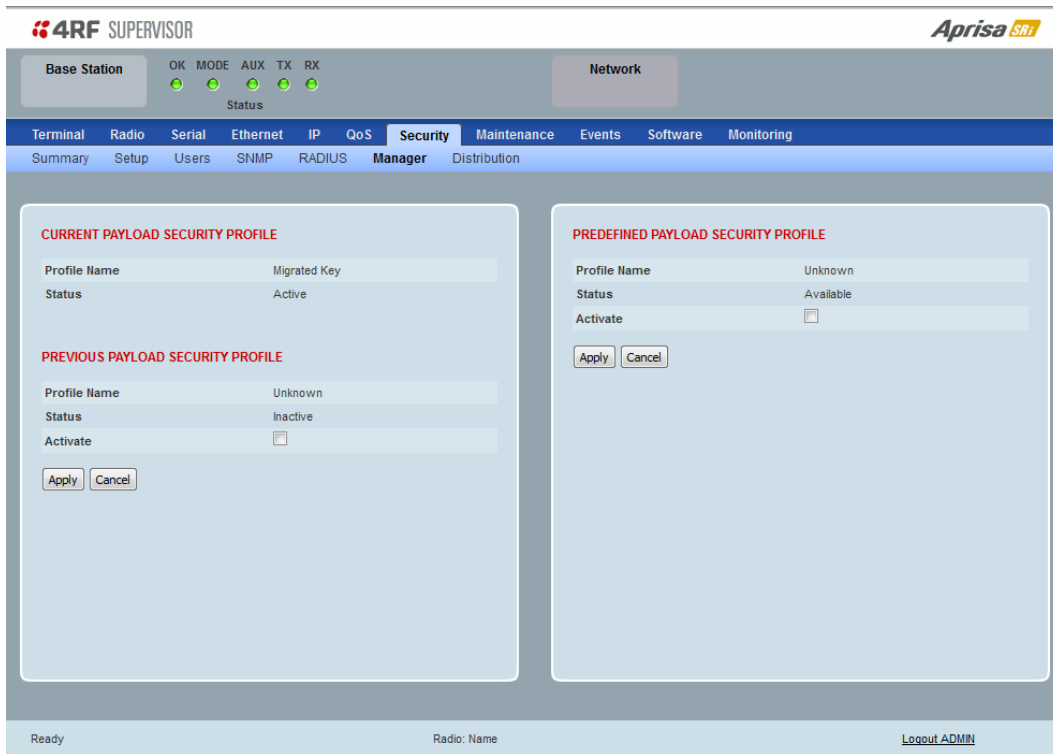 4RF SUPERVISOR
Aprisa SRi
Base Station
OK MODE AUX TX RX
Status
Network
Terminal Radio Serial Ethernet IP QoS Security Maintenance Events Software Monitoring
Summary Setup Users SNMP RADIUS Manager Distribution
CURRENT PAYLOAD SECURITY PROFILE
Profile Name Migrated Key
Status Active
PREVIOUS PAYLOAD SECURITY PROFILE
Profile Name Unknown
Status Inactive
Activate
Apply Cancel
PREDEFINED PAYLOAD SECURITY PROFILE
Profile Name Unknown
Status Available
Activate
Apply Cancel
Ready Radio: Name Logout ADMIN